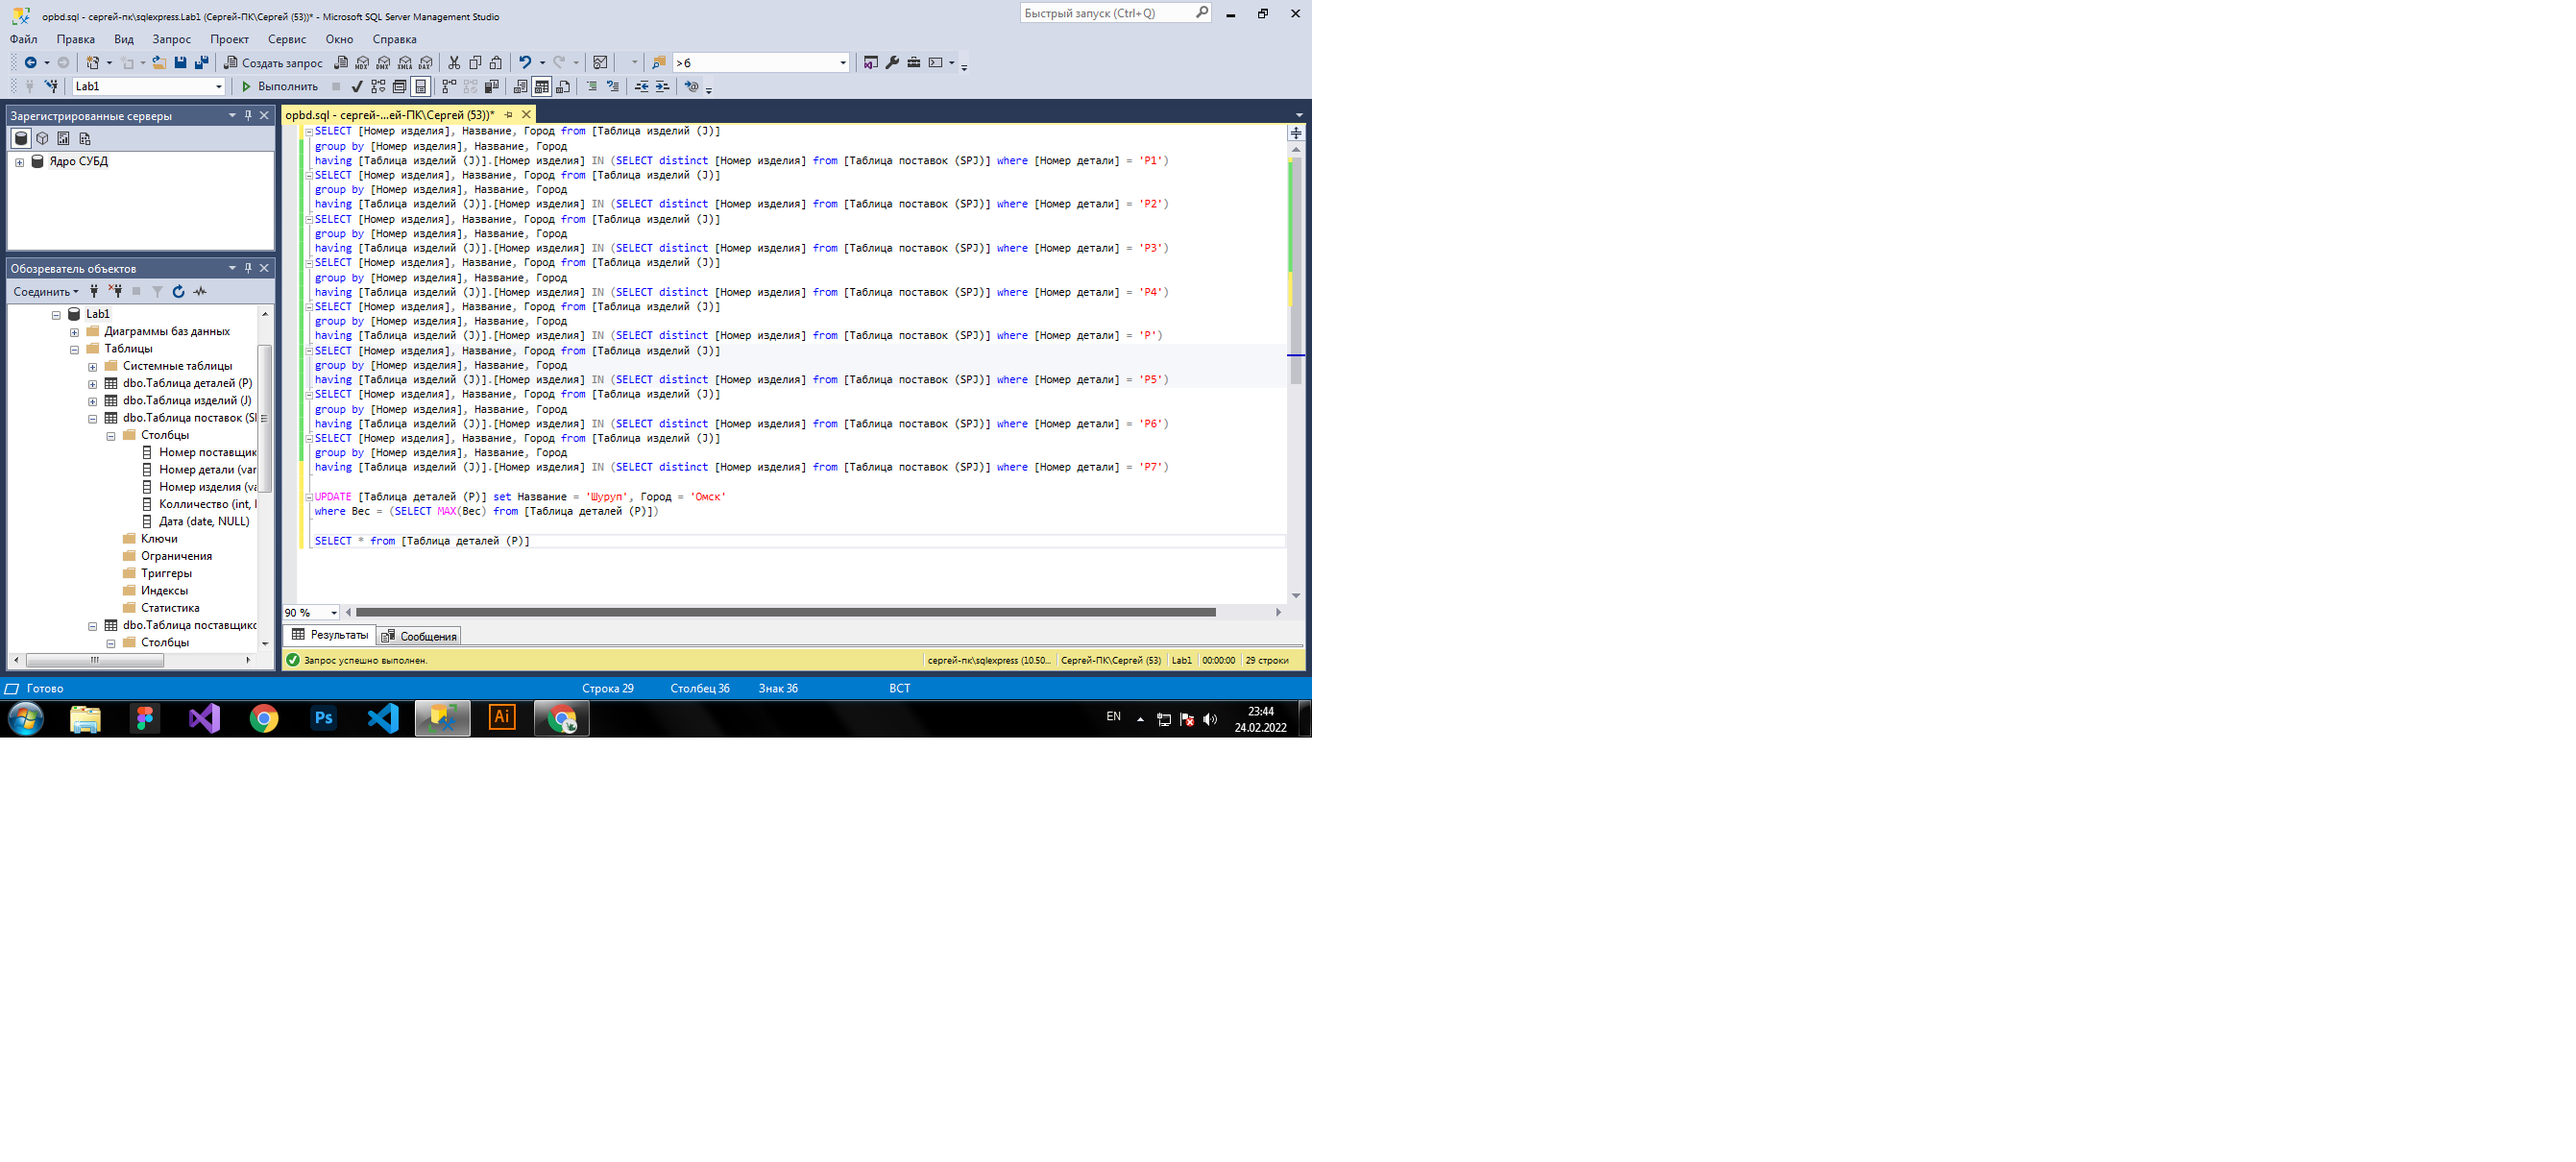 opbd.sql - сергей-пк\sqlexpress.Lab1 (Сергей-ПК\Сергей (53))* - Microsoft SQL Server Management Studio
Быстрый запуск (Ctrl+Q)
Файл Правка Вид Запрос Проект Сервис Окно Справка
Создать запрос MDX DMX XMLA DAX >6
Lab1 Выполнить
Зарегистрированные серверы
Ядро СУБД
Обозреватель объектов
Соединить
Lab1
Диаграммы баз данных
Таблицы
Системные таблицы
dbo.Таблица деталей (P)
dbo.Таблица изделий (J)
dbo.Таблица поставок (SI
Столбцы
Номер поставщик
Номер детали (var
Номер изделия (va
Колличество (int, I
Дата (date, NULL)
Ключи
Ограничения
Триггеры
Индексы
Статистика
dbo.Таблица поставщикс
Столбцы
opbd.sql - сергей-...ей-ПК\Сергей (53))*
SELECT [Номер изделия], Название, Город from [Таблица изделий (J)]
group by [Номер изделия], Название, Город
having [Таблица изделий (J)].[Номер изделия] IN (SELECT distinct [Номер изделия] from [Таблица поставок (SPJ)] where [Номер детали] = 'P1')
SELECT [Номер изделия], Название, Город from [Таблица изделий (J)]
group by [Номер изделия], Название, Город
having [Таблица изделий (J)].[Номер изделия] IN (SELECT distinct [Номер изделия] from [Таблица поставок (SPJ)] where [Номер детали] = 'P2')
SELECT [Номер изделия], Название, Город from [Таблица изделий (J)]
group by [Номер изделия], Название, Город
having [Таблица изделий (J)].[Номер изделия] IN (SELECT distinct [Номер изделия] from [Таблица поставок (SPJ)] where [Номер детали] = 'P3')
SELECT [Номер изделия], Название, Город from [Таблица изделий (J)]
group by [Номер изделия], Название, Город
having [Таблица изделий (J)].[Номер изделия] IN (SELECT distinct [Номер изделия] from [Таблица поставок (SPJ)] where [Номер детали] = 'P4')
SELECT [Номер изделия], Название, Город from [Таблица изделий (J)]
group by [Номер изделия], Название, Город
having [Таблица изделий (J)].[Номер изделия] IN (SELECT distinct [Номер изделия] from [Таблица поставок (SPJ)] where [Номер детали] = 'P')
SELECT [Номер изделия], Название, Город from [Таблица изделий (J)]
group by [Номер изделия], Название, Город
having [Таблица изделий (J)].[Номер изделия] IN (SELECT distinct [Номер изделия] from [Таблица поставок (SPJ)] where [Номер детали] = 'P5')
SELECT [Номер изделия], Название, Город from [Таблица изделий (J)]
group by [Номер изделия], Название, Город
having [Таблица изделий (J)].[Номер изделия] IN (SELECT distinct [Номер изделия] from [Таблица поставок (SPJ)] where [Номер детали] = 'P6')
SELECT [Номер изделия], Название, Город from [Таблица изделий (J)]
group by [Номер изделия], Название, Город
having [Таблица изделий (J)].[Номер изделия] IN (SELECT distinct [Номер изделия] from [Таблица поставок (SPJ)] where [Номер детали] = 'P7')
UPDATE [Таблица деталей (P)] set Название = 'Шуруп', Город = 'Омск'
where Вес = (SELECT MAX(Вес) from [Таблица деталей (P)])
SELECT * from [Таблица деталей (P)]
90 %
Результаты Сообщения
Запрос успешно выполнен. сергей-пк\sqlexpress (10.50... Сергей-ПК\Сергей (53) Lab1 00:00:00 29 строки
Готово Строка 29 Столбец 36 Знак 36 ВСТ
Ps Ai EN 23:44
24.02.2022